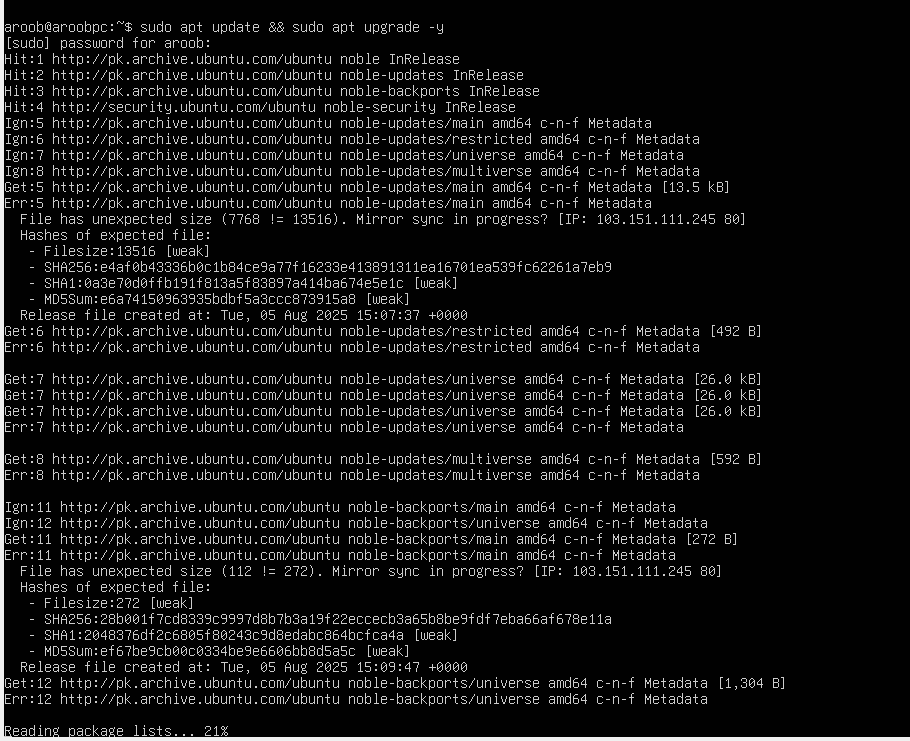 aroob@aroobpc:~$ sudo apt update && sudo apt upgrade -y
[sudo] password for aroob:
Hit:1 http://pk.archive.ubuntu.com/ubuntu noble InRelease
Hit:2 http://pk.archive.ubuntu.com/ubuntu noble-updates InRelease
Hit:3 http://pk.archive.ubuntu.com/ubuntu noble-backports InRelease
Hit:4 http://security.ubuntu.com/ubuntu noble-security InRelease
Ign:5 http://pk.archive.ubuntu.com/ubuntu noble-updates/main amd64 c-n-f Metadata
Ign:6 http://pk.archive.ubuntu.com/ubuntu noble-updates/restricted amd64 c-n-f Metadata
Ign:7 http://pk.archive.ubuntu.com/ubuntu noble-updates/universe amd64 c-n-f Metadata
Ign:8 http://pk.archive.ubuntu.com/ubuntu noble-updates/multiverse amd64 c-n-f Metadata
Get:5 http://pk.archive.ubuntu.com/ubuntu noble-updates/main amd64 c-n-f Metadata [13.5 kB]
Err:5 http://pk.archive.ubuntu.com/ubuntu noble-updates/main amd64 c-n-f Metadata
  File has unexpected size (7768 != 13516). Mirror sync in progress? [IP: 103.151.111.245 80]
  Hashes of expected file:
   - Filesize:13516 [weak]
   - SHA256:e4af0b43336b0c1b84ce9a77f16233e413891311ea16701ea539fc62261a7eb9
   - SHA1:0a3e70d0ffb191f813a5f83897a414ba674e5e1c [weak]
   - MD5Sum:e6a74150963935bdbf5a3ccc873915a8 [weak]
  Release file created at: Tue, 05 Aug 2025 15:07:37 +0000
Get:6 http://pk.archive.ubuntu.com/ubuntu noble-updates/restricted amd64 c-n-f Metadata [492 B]
Err:6 http://pk.archive.ubuntu.com/ubuntu noble-updates/restricted amd64 c-n-f Metadata

Get:7 http://pk.archive.ubuntu.com/ubuntu noble-updates/universe amd64 c-n-f Metadata [26.0 kB]
Get:7 http://pk.archive.ubuntu.com/ubuntu noble-updates/universe amd64 c-n-f Metadata [26.0 kB]
Get:7 http://pk.archive.ubuntu.com/ubuntu noble-updates/universe amd64 c-n-f Metadata [26.0 kB]
Err:7 http://pk.archive.ubuntu.com/ubuntu noble-updates/universe amd64 c-n-f Metadata

Get:8 http://pk.archive.ubuntu.com/ubuntu noble-updates/multiverse amd64 c-n-f Metadata [592 B]
Err:8 http://pk.archive.ubuntu.com/ubuntu noble-updates/multiverse amd64 c-n-f Metadata

Ign:11 http://pk.archive.ubuntu.com/ubuntu noble-backports/main amd64 c-n-f Metadata
Ign:12 http://pk.archive.ubuntu.com/ubuntu noble-backports/universe amd64 c-n-f Metadata
Get:11 http://pk.archive.ubuntu.com/ubuntu noble-backports/main amd64 c-n-f Metadata [272 B]
Err:11 http://pk.archive.ubuntu.com/ubuntu noble-backports/main amd64 c-n-f Metadata
  File has unexpected size (112 != 272). Mirror sync in progress? [IP: 103.151.111.245 80]
  Hashes of expected file:
   - Filesize:272 [weak]
   - SHA256:28b001f7cd8339c9997d8b7b3a19f22eccecb3a65b8be9fdf7eba66af678e11a
   - SHA1:2048376df2c6805f80243c9d8edabc864bcfca4a [weak]
   - MD5Sum:ef67be9cb00c0334be9e6606bb8d5a5c [weak]
  Release file created at: Tue, 05 Aug 2025 15:09:47 +0000
Get:12 http://pk.archive.ubuntu.com/ubuntu noble-backports/universe amd64 c-n-f Metadata [1,304 B]
Err:12 http://pk.archive.ubuntu.com/ubuntu noble-backports/universe amd64 c-n-f Metadata

Reading package lists... 21%